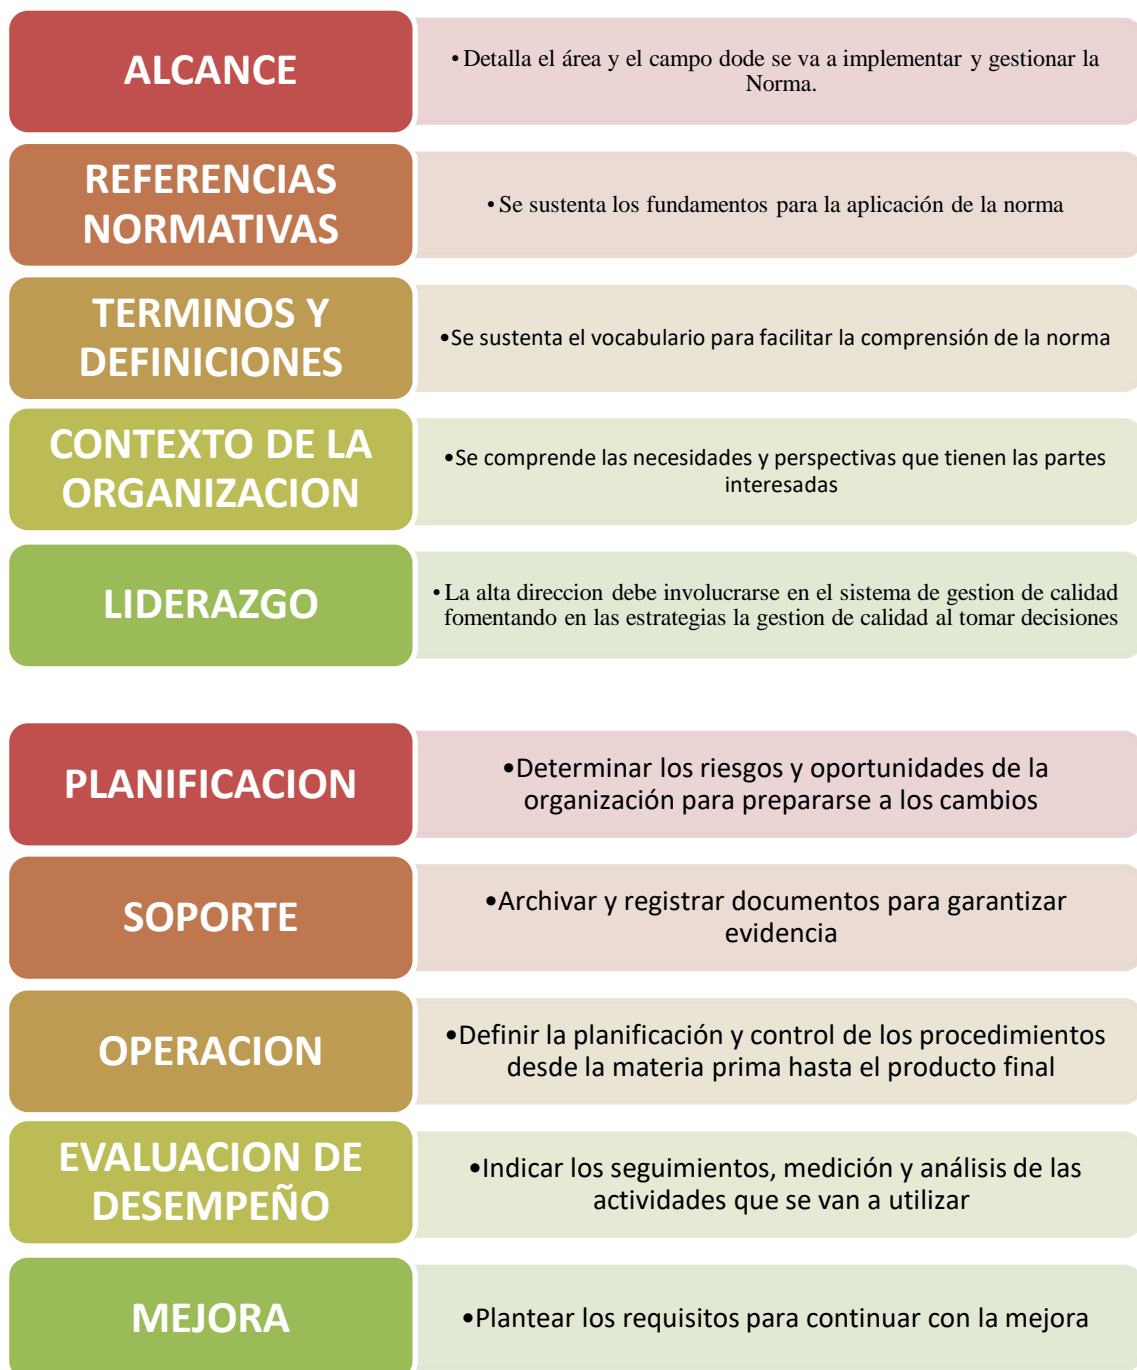 ALCANCE
• Detalla el área y el campo dode se va a implementar y gestionar la
Norma.
REFERENCIAS
NORMATIVAS
• Se sustenta los fundamentos para la aplicación de la norma
TERMINOS Y
DEFINICIONES
•Se sustenta el vocabulario para facilitar la comprensión de la norma
CONTEXTO DE LA
ORGANIZACION
•Se comprende las necesidades y perspectivas que tienen las partes
interesadas
LIDERAZGO
• La alta direccion debe involucrarse en el sistema de gestion de calidad
fomentando en las estrategias la gestion de calidad al tomar decisiones
PLANIFICACION
•Determinar los riesgos y oportunidades de la
organización para prepararse a los cambios
SOPORTE
•Archivar y registrar documentos para garantizar
evidencia
OPERACION
•Definir la planificación y control de los procedimientos
desde la materia prima hasta el producto final
EVALUACION DE
DESEMPEÑO
•Indicar los seguimientos, medición y análisis de las
actividades que se van a utilizar
MEJORA
•Plantear los requisitos para continuar con la mejora